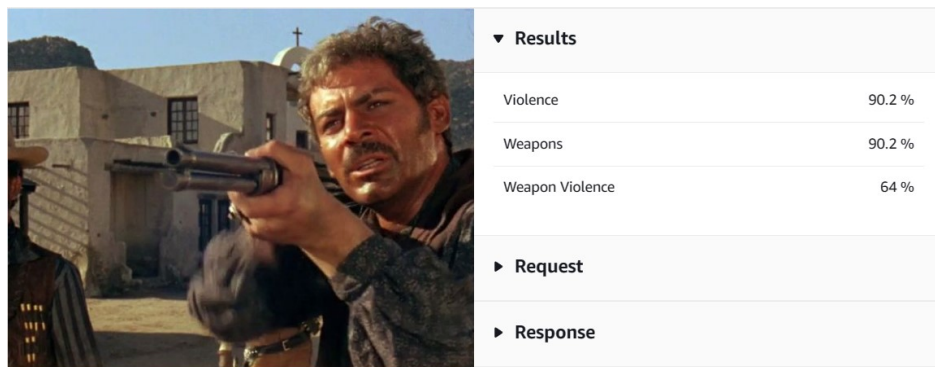 Results
Violence 90.2 %
Weapons 90.2 %
Weapon Violence 64 %
Request
Response